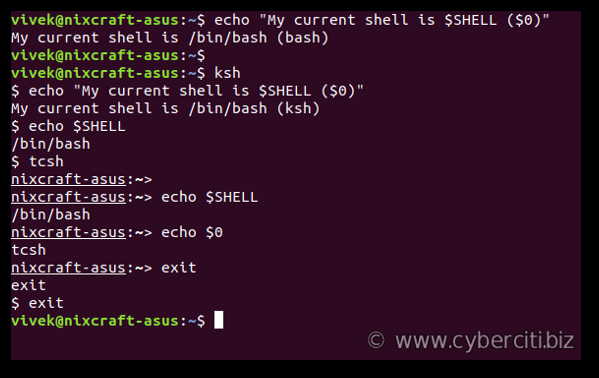 vivek@nixcraft-asus:~$ echo "My current shell is $SHELL ($0)"
My current shell is /bin/bash (bash)
vivek@nixcraft-asus:~$
vivek@nixcraft-asus:~$ ksh
$ echo "My current shell is $SHELL ($0)"
My current shell is /bin/bash (ksh)
$ echo $SHELL
/bin/bash
$ tcsh
nixcraft-asus:~>
nixcraft-asus:~> echo $SHELL
/bin/bash
nixcraft-asus:~> echo $0
tcsh
nixcraft-asus:~> exit
exit
$ exit
vivek@nixcraft-asus:~$
© www.cyberciti.biz